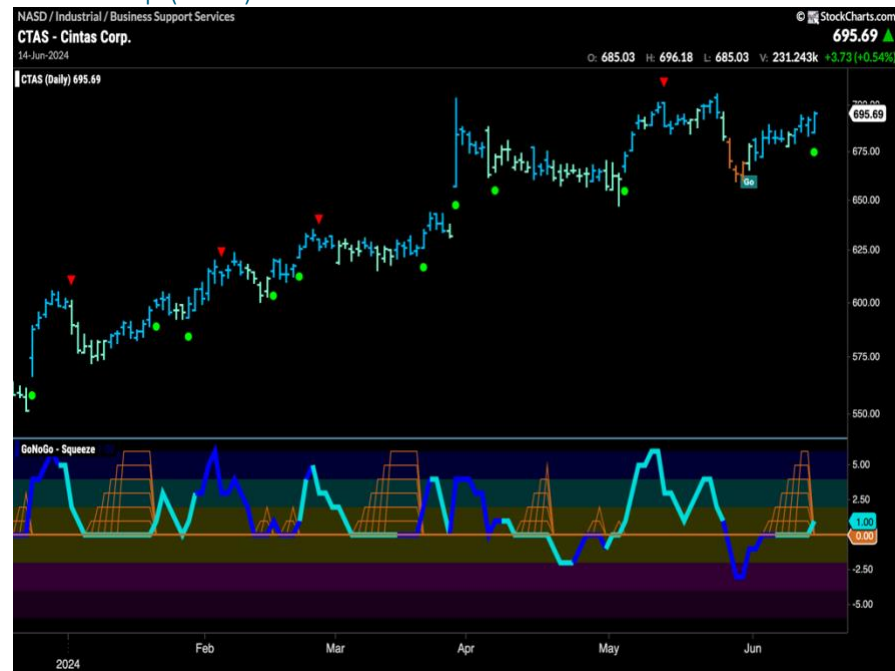 NASD / Industrial / Business Support Services
© StockCharts.com
CTAS - Cintas Corp.
695.69
14-Jun-2024
O: 685.03 H: 696.18 L: 685.03 V: 231.243k +3.73 (+0.54%)
CTAS (Daily) 695.69
700.00
695.69
675.00
Go
650.00
625.00
600.00
575.00
550.00
GoNoGo - Squeeze
5.00
2.50
1.00
0.00
-2.50
-5.00
Feb Mar Apr May Jun
2024